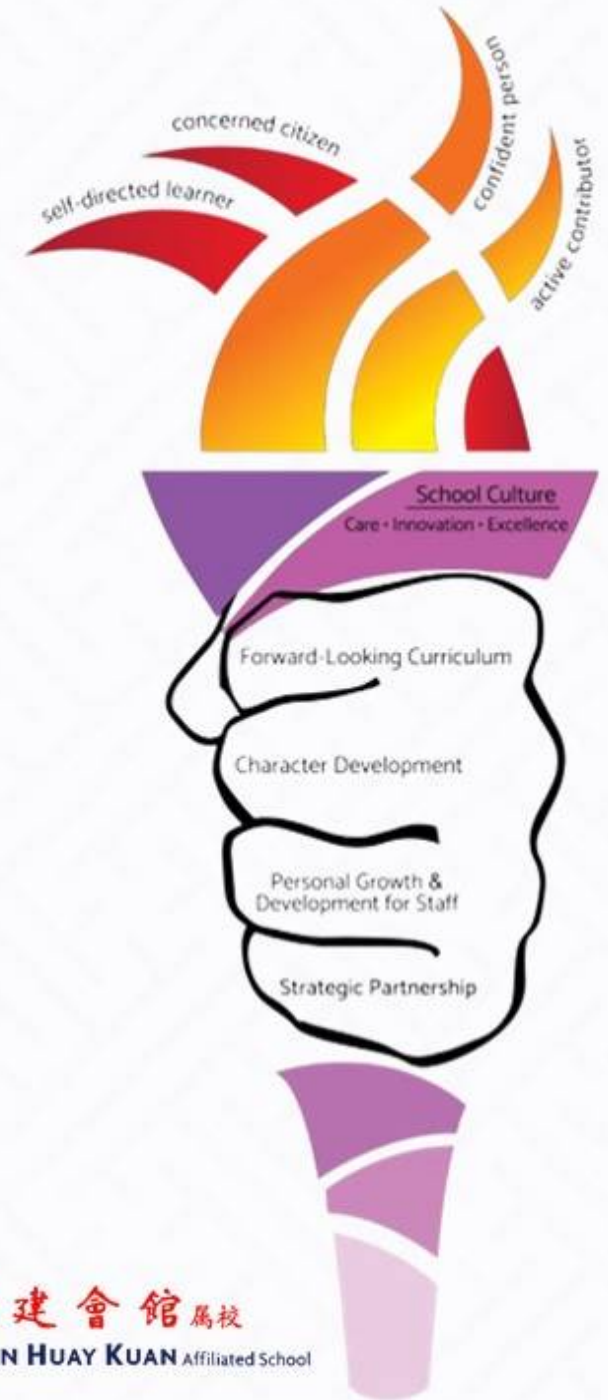 concerned citizen
self-directed learner
confident person
active contributor
School Culture
Care • Innovation • Excellence
Forward-Looking Curriculum
Character Development
Personal Growth &
Development for Staff
Strategic Partnership
建會館属校
N HUAY KUAN Affiliated School